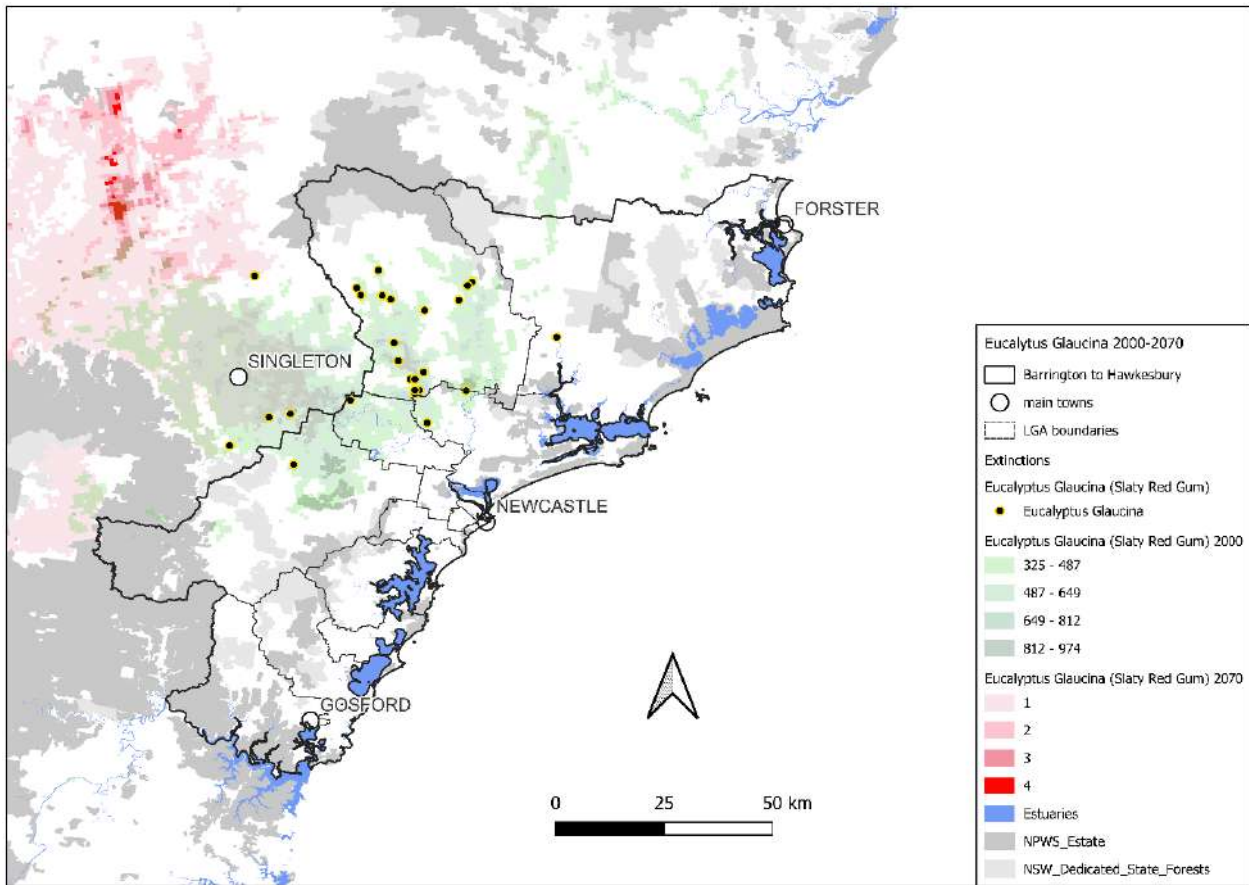 FORSTER
SINGLETON
NEWCASTLE
GOSFORD
0 25 50 km
Eucalytus Glaucina 2000-2070
Barrington to Hawkesbury
main towns
LGA boundaries
Extinctions
Eucalyptus Glaucina (Slaty Red Gum)
Eucalyptus Glaucina
Eucalyptus Glaucina (Slaty Red Gum) 2000
325 - 487
487 - 649
649 - 812
812 - 974
Eucalyptus Glaucina (Slaty Red Gum) 2070
1
2
3
4
Estuaries
NPWS_Estate
NSW_Dedicated_State_Forests